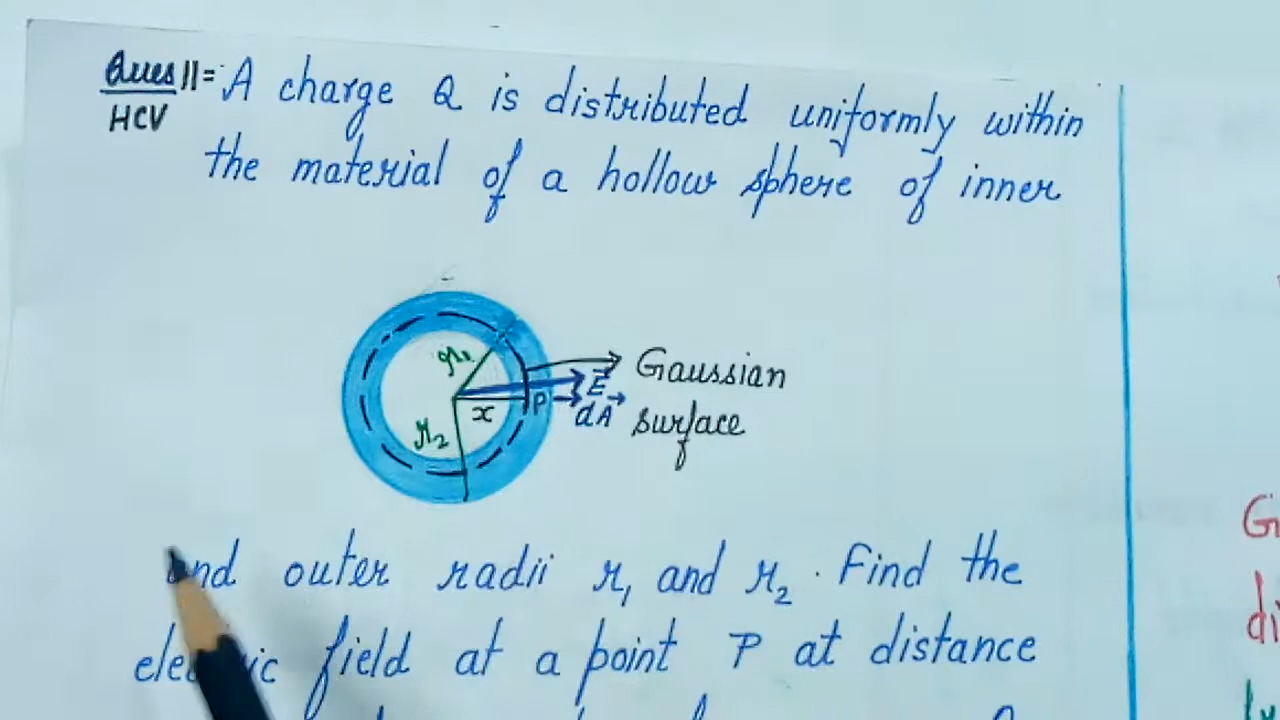 Ques 11= A charge Q is distributed uniformly within
HCV
the material of a hollow sphere of inner
r₁
x
r₂
P
E
dA
Gaussian
surface
and outer radii r₁ and r₂. Find the
electric field at a point P at distance